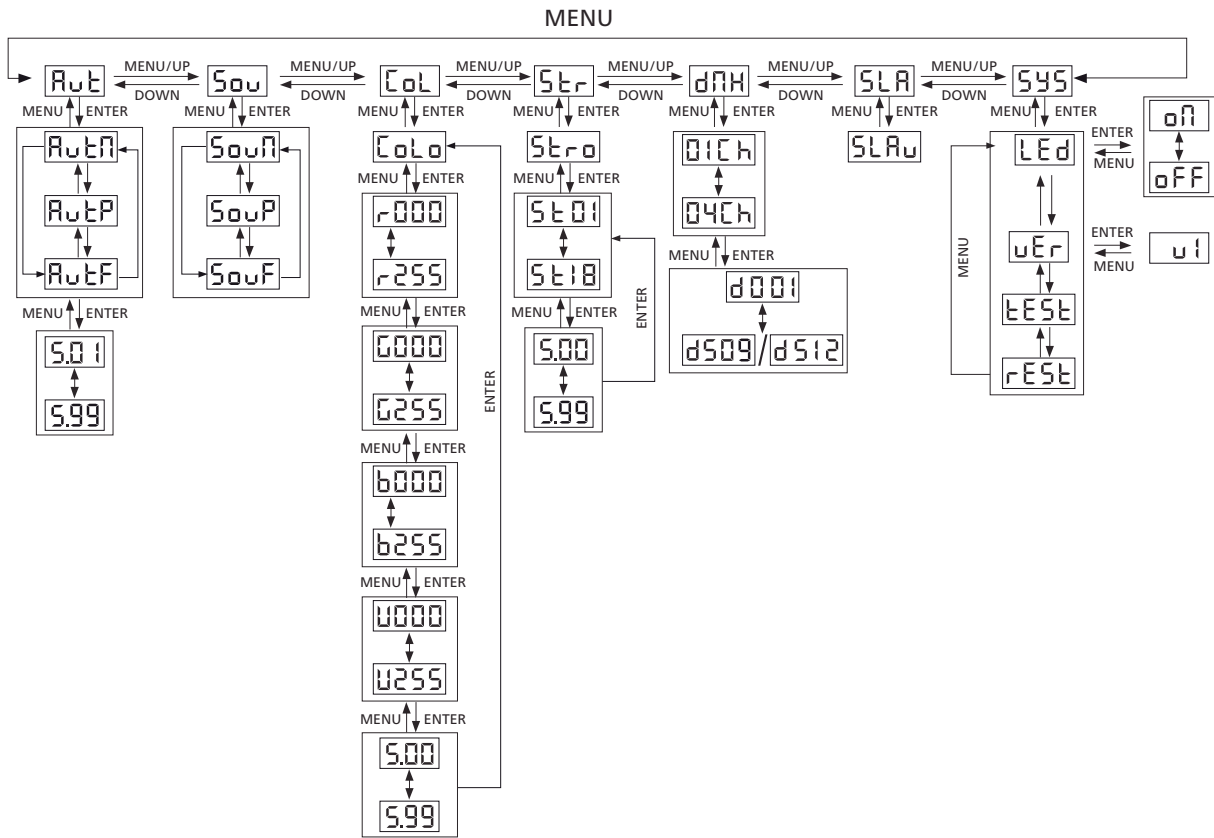 MENU
Aut MENU/UP Sou MENU/UP CoL MENU/UP Str MENU/UP dMX MENU/UP SLA MENU/UP SYS
DOWN DOWN DOWN DOWN DOWN DOWN
MENU ENTER MENU ENTER MENU ENTER MENU ENTER MENU ENTER MENU ENTER MENU ENTER
AutM SouM CoLo Stro 01Ch SLAu LEd ENTER on
MENU
oFF
MENU ENTER MENU ENTER
AutP SouP r000 St01 04Ch uEr ENTER u1
MENU
AutF SouF r255 St18 MENU ENTER tESt
MENU ENTER MENU ENTER MENU ENTER d001 MENU
S.01 G000 S.00 ENTER d509/d512 rESt
S.99 G255 S.99
MENU ENTER
ENTER
b000
b255
MENU ENTER
U000
U255
MENU ENTER
S.00
S.99